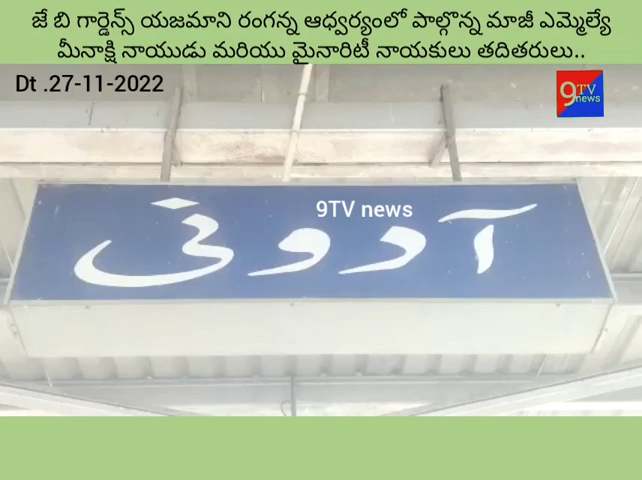 జే బి గార్డెన్స్ యజమాని రంగన్న ఆధ్వర్యంలో పాల్గొన్న మాజీ ఎమ్మెల్యే
మీనాక్షి నాయుడు మరియు మైనారిటీ నాయకులు తదితరులు..
Dt .27-11-2022
9TV
news
9TV news
آدونی